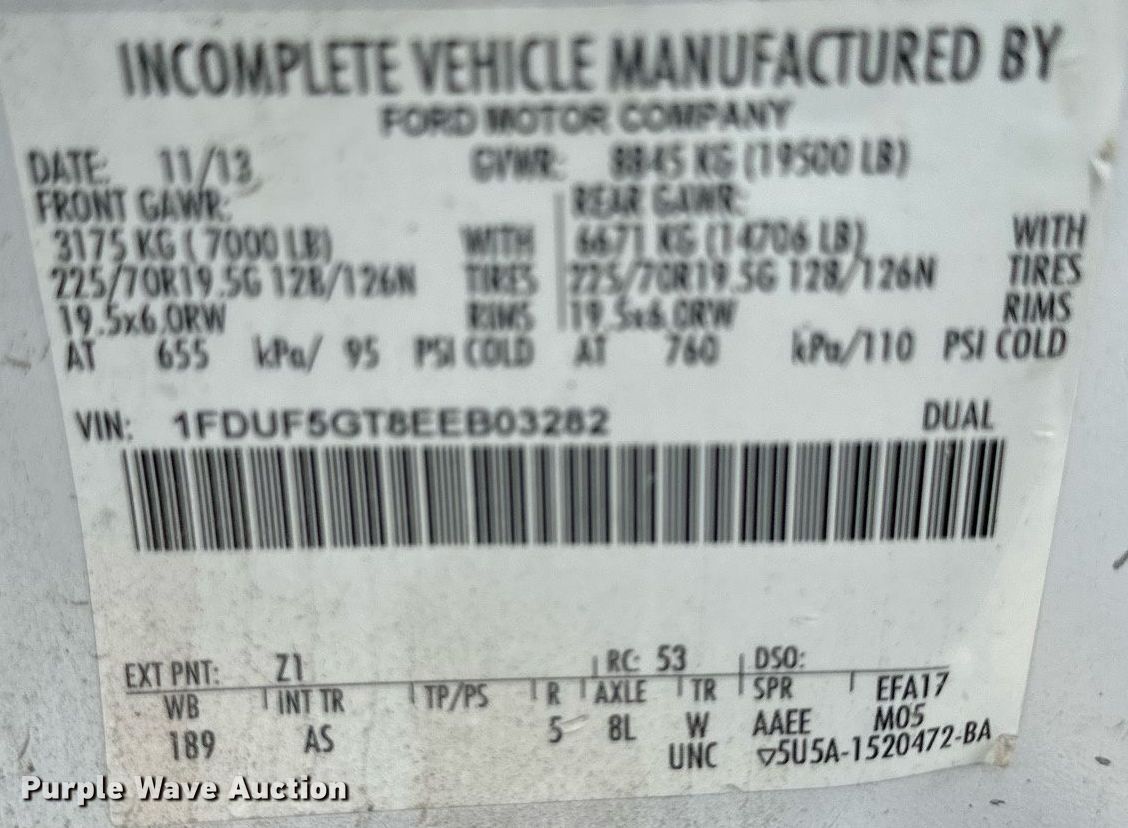 INCOMPLETE VEHICLE MANUFACTURED BY
FORD MOTOR COMPANY
DATE: 11/13 GVWR: 8845 KG (19500 LB)
FRONT GAWR: REAR GAWR:
3175 KG ( 7000 LB) WITH 6671 KG (14706 LB) WITH
225/70R19.5G 128/126N TIRES 225/70R19.5G 128/126N TIRES
19.5x6.0RW RIMS 19.5x6.0RW RIMS
AT 655 kPa/ 95 PSI COLD AT 760 kPa/110 PSI COLD
VIN: 1FDUF5GT8EEB03282 DUAL
EXT PNT: Z1 RC: 53 DSO:
WB INT TR TP/PS R AXLE TR SPR EFA17
189 AS 5 8L W AAEE M05
UNC ▽5U5A-1520472-BA
Purple Wave Auction